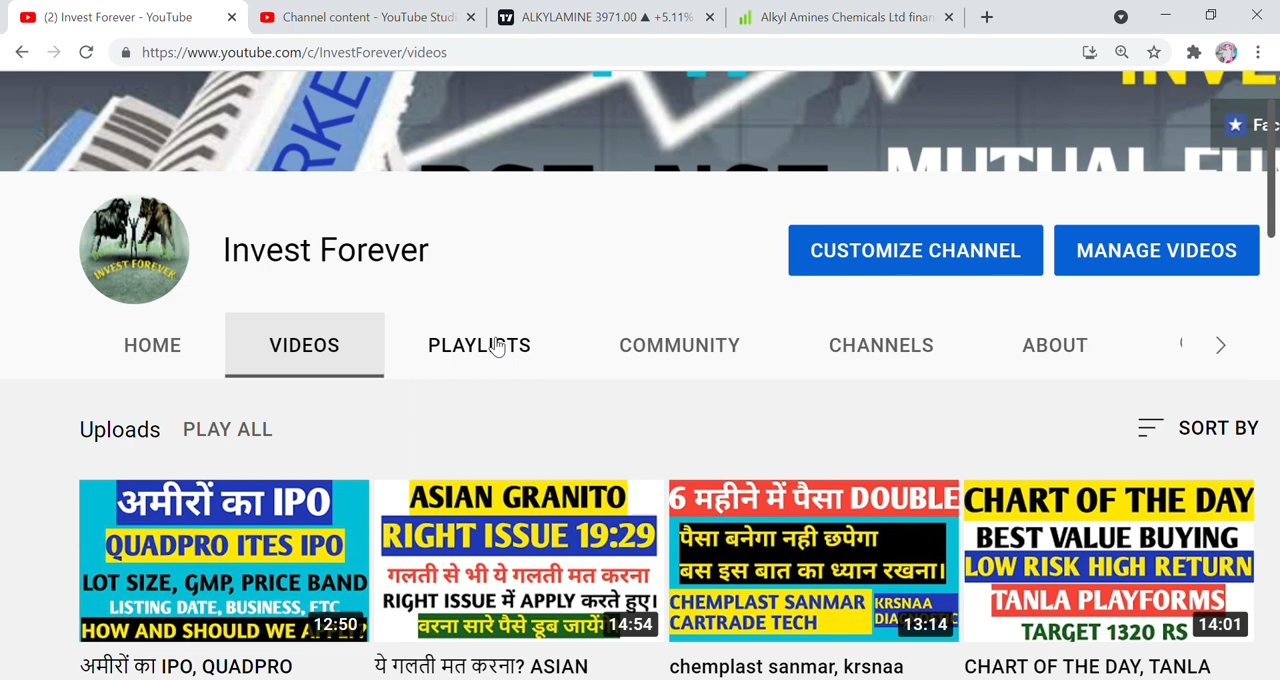 (2) Invest Forever - YouTube
Channel content - YouTube Studi
ALKYLAMINE 3971.00 ▲ +5.11%
Alkyl Amines Chemicals Ltd finan
https://www.youtube.com/c/InvestForever/videos
Fac
INVEST FOREVER
Invest Forever
CUSTOMIZE CHANNEL
MANAGE VIDEOS
HOME
VIDEOS
PLAYLISTS
COMMUNITY
CHANNELS
ABOUT
Uploads
PLAY ALL
SORT BY
अमीरों का IPO
QUADPRO ITES IPO
LOT SIZE, GMP, PRICE BAND
LISTING DATE, BUSINESS, ETC
HOW AND SHOULD WE
12:50
अमीरों का IPO, QUADPRO
ASIAN GRANITO
RIGHT ISSUE 19:29
गलती से भी ये गलती मत करना
RIGHT ISSUE में APPLY करते हुए।
वरना सारे पैसे डूब जायेंगे
14:54
ये गलती मत करना? ASIAN
6 महीने में पैसा DOUBLE
पैसा बनेगा नही छपेगा
बस इस बात का ध्यान रखना।
CHEMPLAST SANMAR
CARTRADE TECH
KRSNAA
13:14
chemplast sanmar, krsnaa
CHART OF THE DAY
BEST VALUE BUYING
LOW RISK HIGH RETURN
TANLA PLAYFORMS
TARGET 1320 RS
14:01
CHART OF THE DAY, TANLA